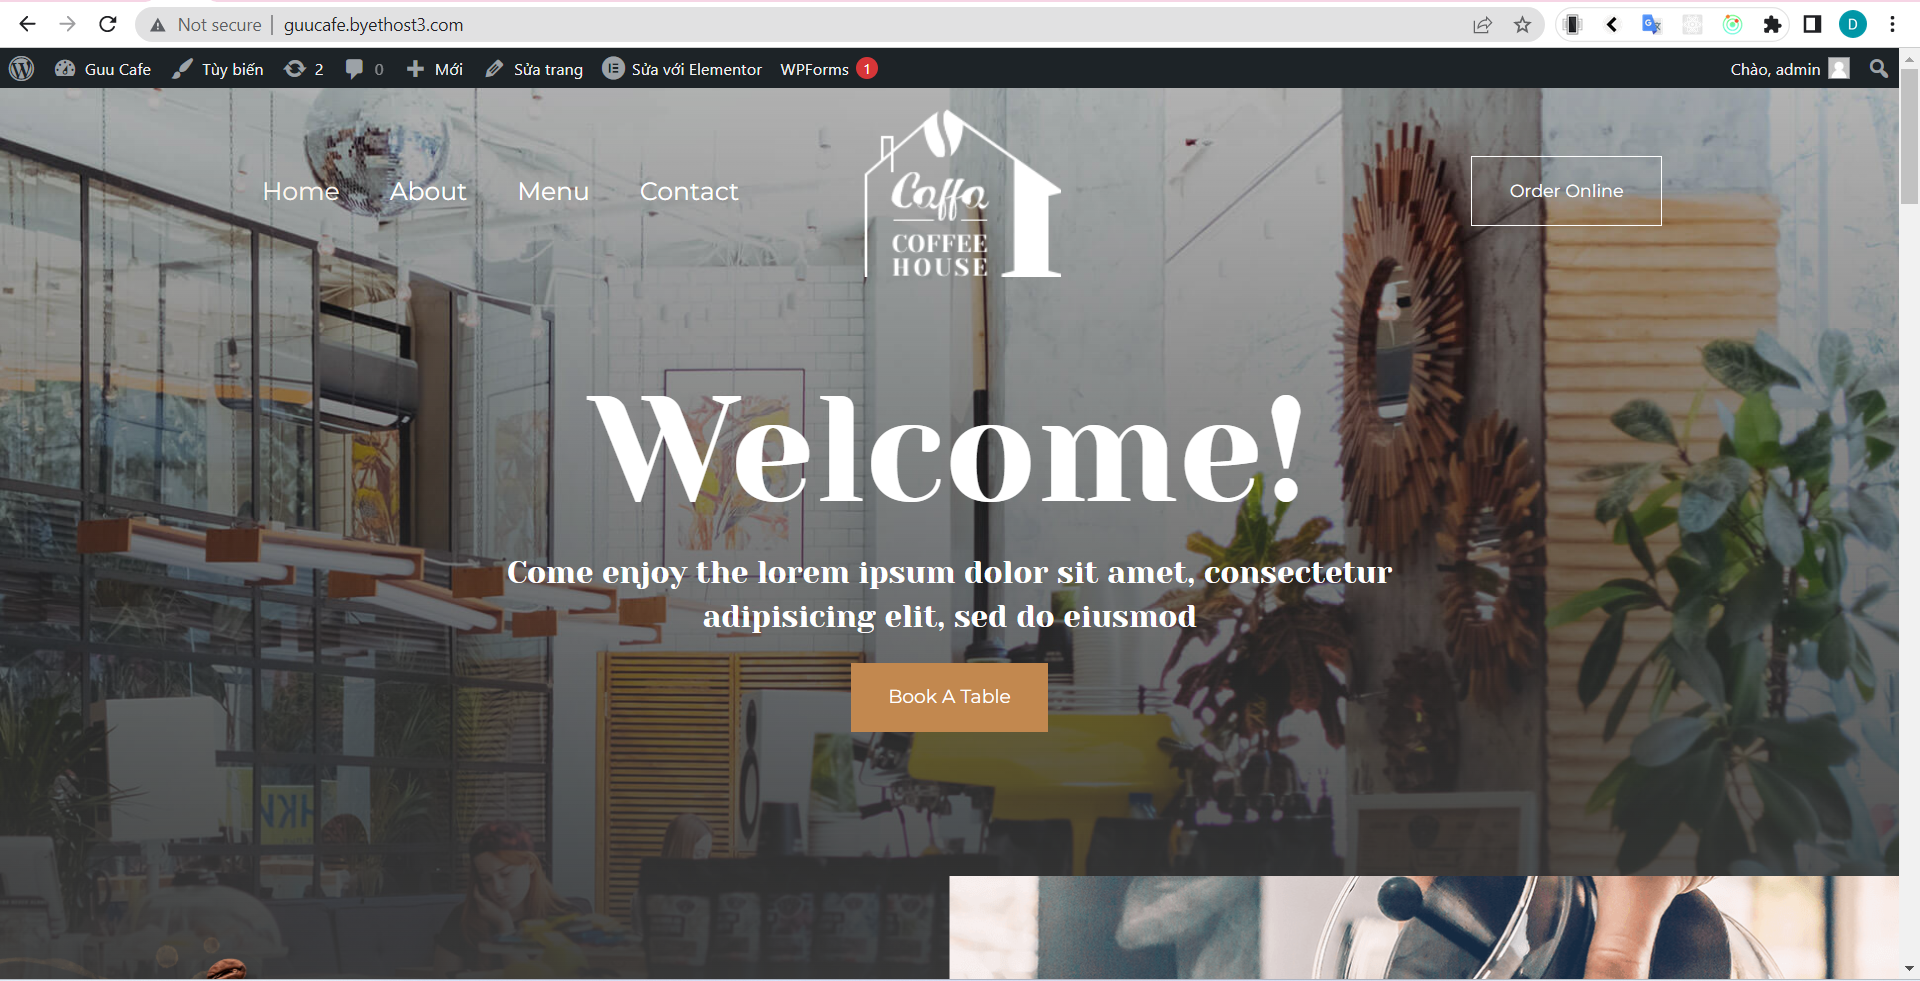 Not secure | guucafe.byethost3.com
D
Guu Cafe Tùy biến 2 0 Mới Sửa trang Sửa với Elementor WPForms 1 Chào, admin
Home About Menu Contact
Caffa
COFFEE
HOUSE
Order Online
Welcome!
Come enjoy the lorem ipsum dolor sit amet, consectetur
adipisicing elit, sed do eiusmod
Book A Table